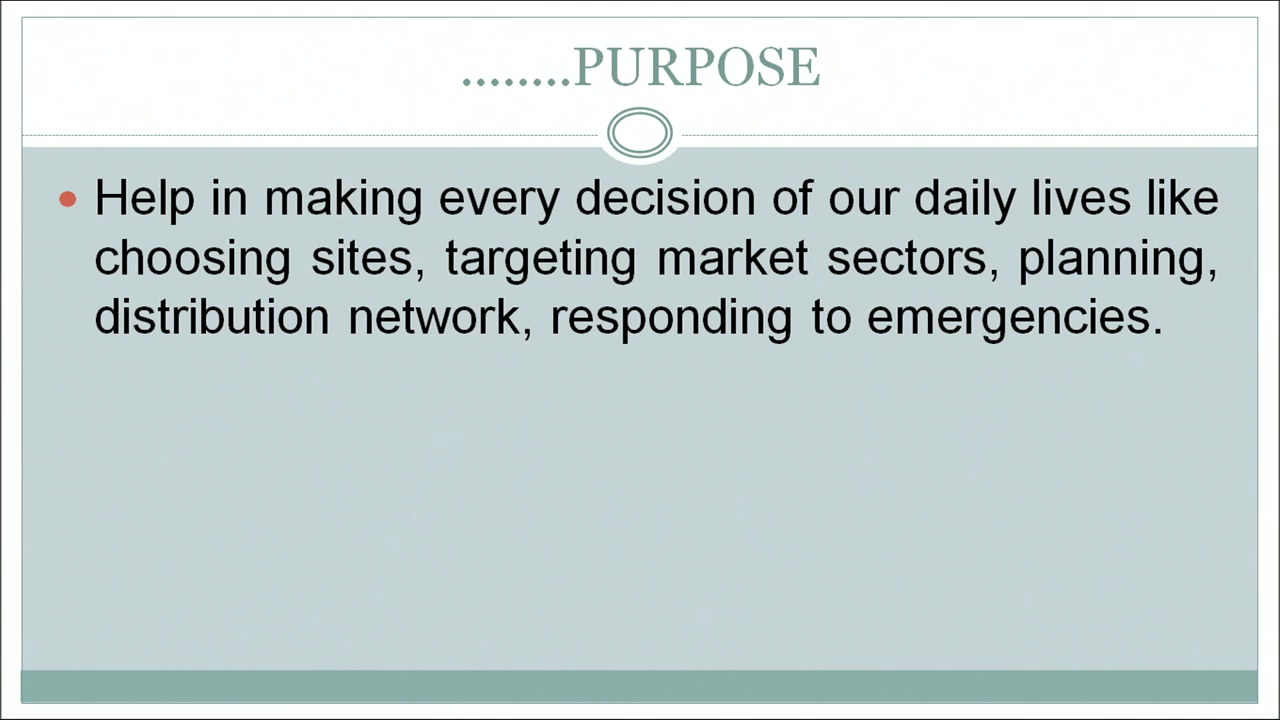 ........PURPOSE
• Help in making every decision of our daily lives like
choosing sites, targeting market sectors, planning,
distribution network, responding to emergencies.